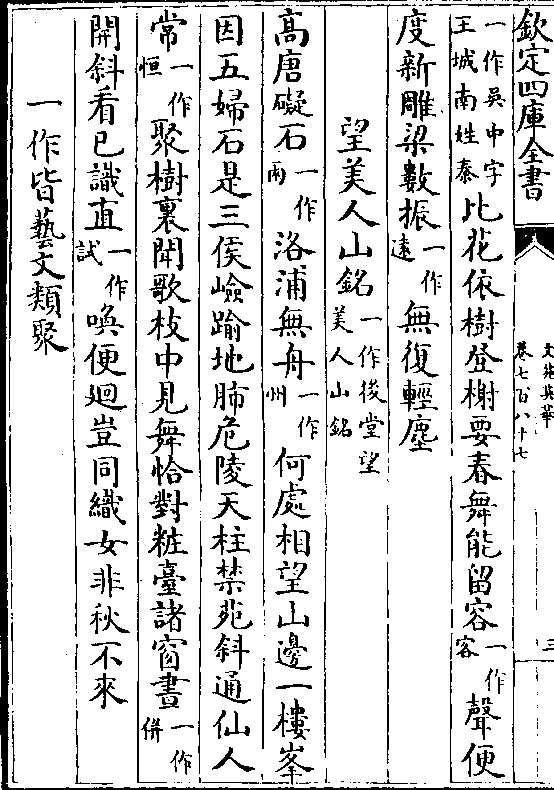 欽定四庫全書
文苑英華
卷七百八十七
三
一作吳中字王城南姓秦比花依樹登榭要春舞能留客一作容聲便
度新雕梁數振一作遠無復輕塵
望美人山銘一作後堂望美人山銘
高唐礙石一作雨洛浦無舟一作州何處相望山邊一樓峯
因五婦石是三侯嶮踰地肺危陵天柱禁苑斜通仙人
常一作恒聚樹裏聞歌枝中見舞恰對粧臺諸窗書一作併
開斜看已識直一作試喚便迴豈同織女非秋不來
一作皆藝文類聚